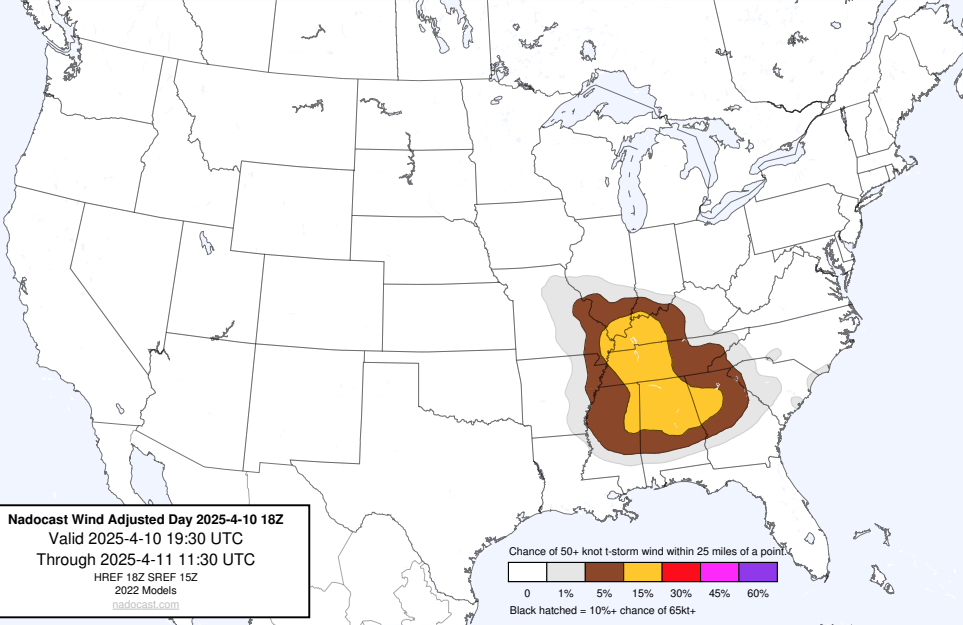 Nadocast Wind Adjusted Day 2025-4-10 18Z
Valid 2025-4-10 19:30 UTC
Through 2025-4-11 11:30 UTC
HREF 18Z SREF 15Z
2022 Models
nadocast.com
Chance of 50+ knot t-storm wind within 25 miles of a point.
0 1% 5% 15% 30% 45% 60%
Black hatched = 10%+ chance of 65kt+